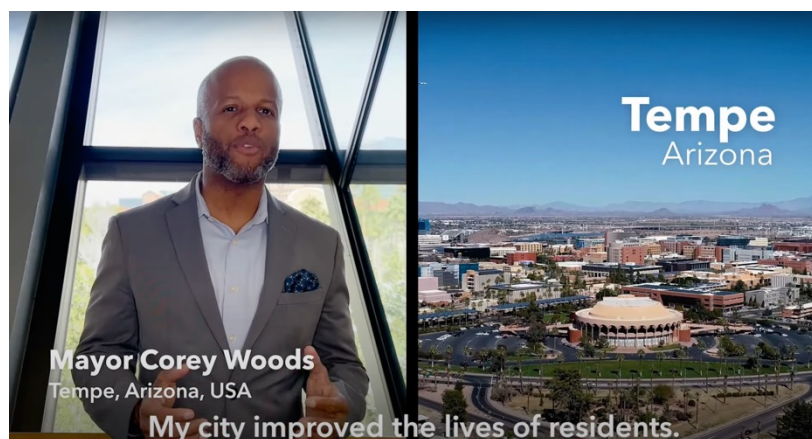 Mayor Corey Woods
Tempe, Arizona, USA
Tempe
Arizona
My city improved the lives of residents.